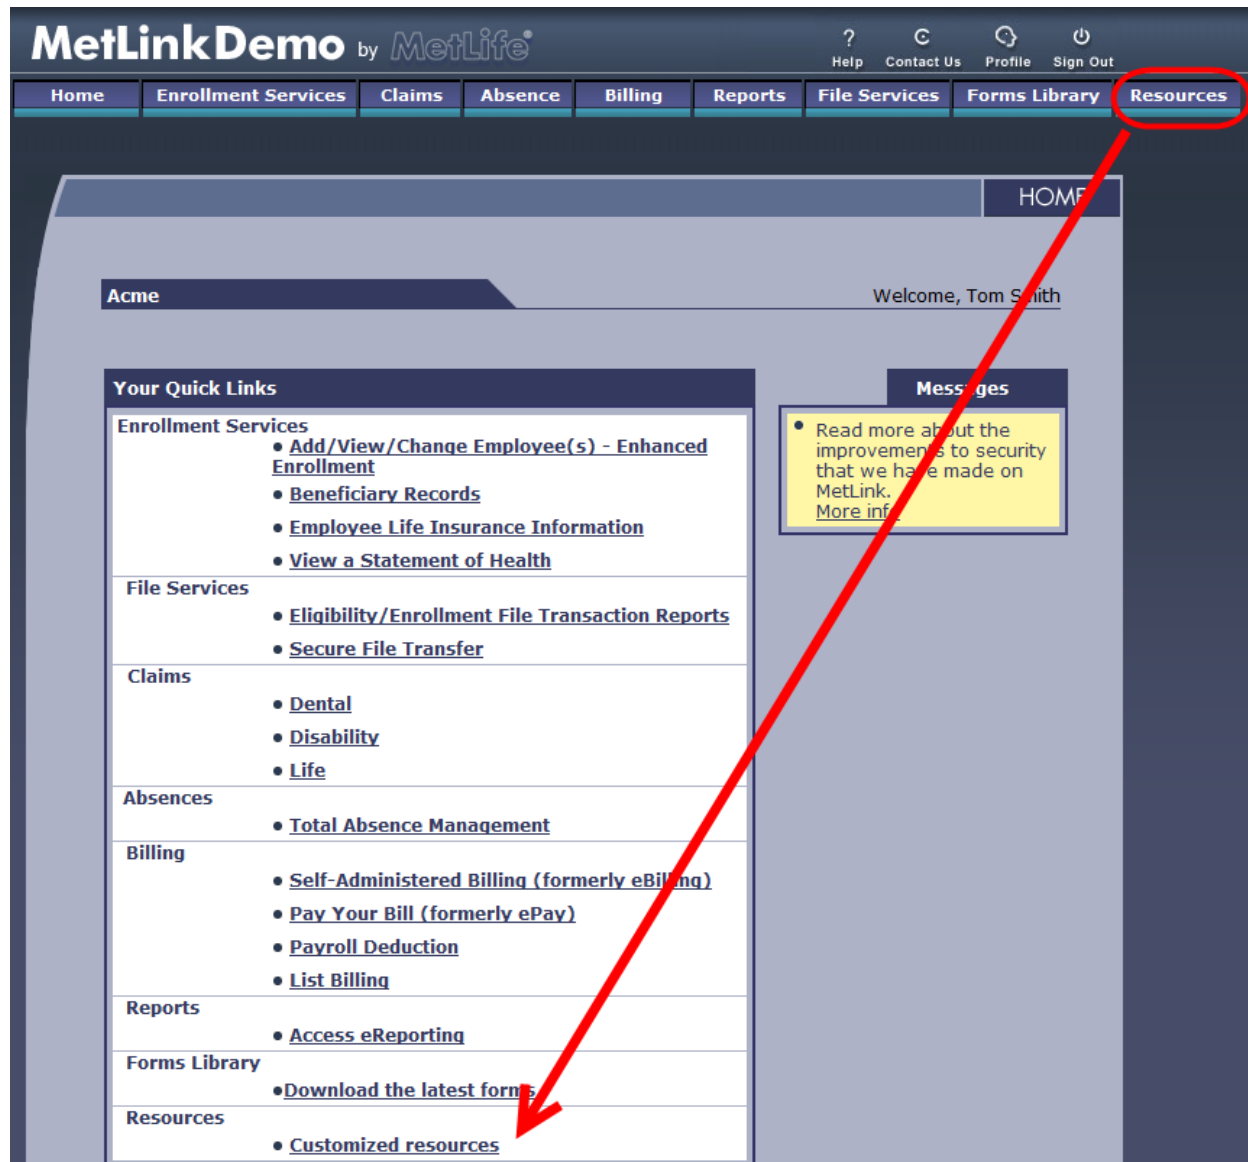 MetLinkDemo by MetLife®
? Help Contact Us Profile Sign Out
Home Enrollment Services Claims Absence Billing Reports File Services Forms Library Resources
HOME
Acme Welcome, Tom Smith
Your Quick Links
Enrollment Services
• Add/View/Change Employee(s) - Enhanced
Enrollment
• Beneficiary Records
• Employee Life Insurance Information
• View a Statement of Health
File Services
• Eligibility/Enrollment File Transaction Reports
• Secure File Transfer
Claims
• Dental
• Disability
• Life
Absences
• Total Absence Management
Billing
• Self-Administered Billing (formerly eBilling)
• Pay Your Bill (formerly ePay)
• Payroll Deduction
• List Billing
Reports
• Access eReporting
Forms Library
•Download the latest forms
Resources
• Customized resources
Messages
• Read more about the
improvements to security
that we have made on
MetLink.
More info